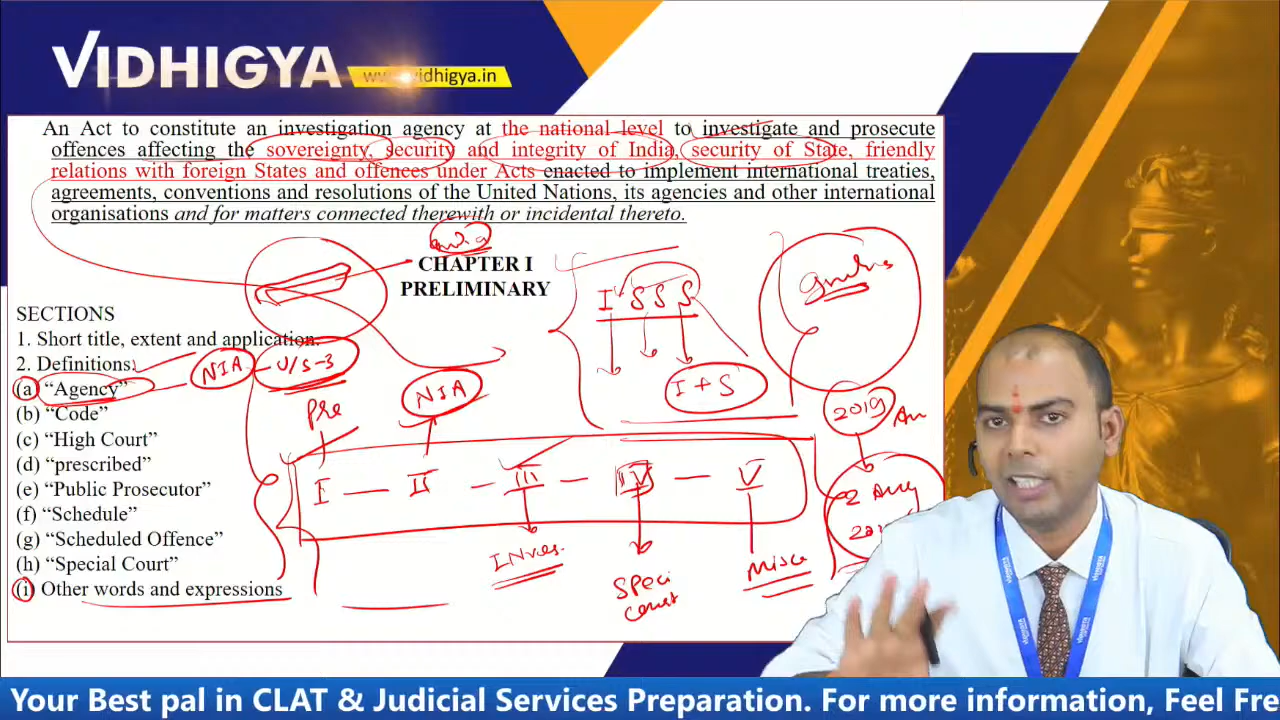 VIDHIGYA
www.vidhigya.in
An Act to constitute an investigation agency at the national level to investigate and prosecute
offences affecting the sovereignty, security and integrity of India, security of State, friendly
relations with foreign States and offences under Acts enacted to implement international treaties,
agreements, conventions and resolutions of the United Nations, its agencies and other international
organisations and for matters connected therewith or incidental thereto.
CHAPTER I
PRELIMINARY
I S S S
SECTIONS
1. Short title, extent and application.
2. Definitions.
NIA U/S-3
I + S
(a) “Agency”
NIA
2019
(b) “Code”
Pre
(c) “High Court”
(d) “prescribed”
(e) “Public Prosecutor”
I — II — III — IV — V
(f) “Schedule”
2 Aug
(g) “Scheduled Offence”
INves.
(h) “Special Court”
Misce
(i) Other words and expressions
Speci
court
Your Best pal in CLAT & Judicial Services Preparation. For more information, Feel Fre